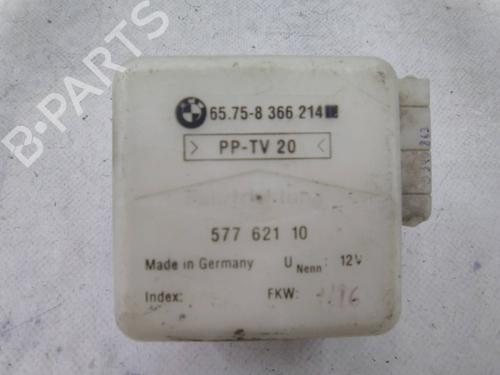 65.75-8 366 214
> PP-TV 20 <
577 621 10
Made in Germany U Nenn: 12V
Index: FKW:
B-PARTS